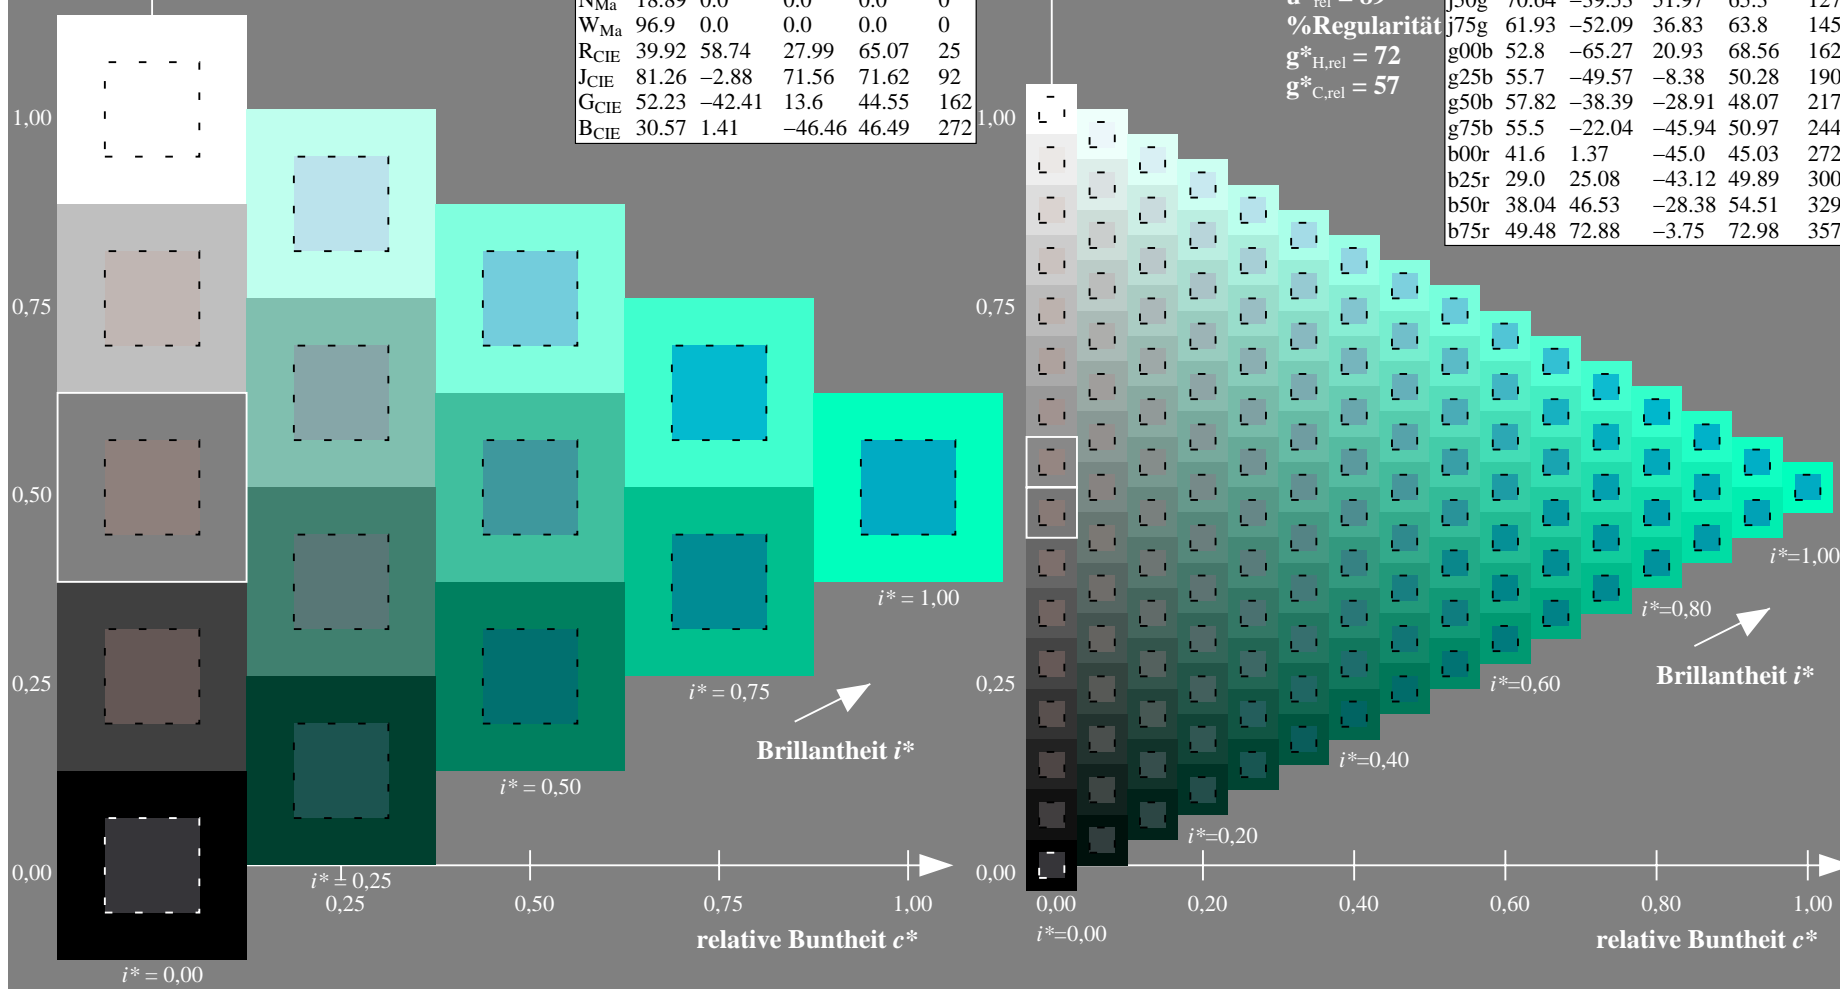 N_Ma 18.89 0.0 0.0 0.0 0
W_Ma 96.9 0.0 0.0 0.0 0
R_CIE 39.92 58.74 27.99 65.07 25
J_CIE 81.26 −2.88 71.56 71.62 92
G_CIE 52.23 −42.41 13.6 44.55 162
B_CIE 30.57 1.41 −46.46 46.49 272
1,00
0,75
0,50
0,25
0,00
i* = 1,00
i* = 0,75
Brillantheit i*
i* = 0,50
i* = 0,25
0,25 0,50 0,75 1,00
relative Buntheit c*
i* = 0,00
%Regularität
g*_H,rel = 72
g*_C,rel = 57
j75g 61.93 −52.09 36.83 63.8 145
g00b 52.8 −65.27 20.93 68.56 162
g25b 55.7 −49.57 −8.38 50.28 190
g50b 57.82 −38.39 −28.91 48.07 217
g75b 55.5 −22.04 −45.94 50.97 244
b00r 41.6 1.37 −45.0 45.03 272
b25r 29.0 25.08 −43.12 49.89 300
b50r 38.04 46.53 −28.38 54.51 329
b75r 49.48 72.88 −3.75 72.98 357
1,00
0,75
0,50
0,25
0,00
i*=1,00
i*=0,80
Brillantheit i*
i*=0,60
i*=0,40
i*=0,20
0,00 0,20 0,40 0,60 0,80 1,00
i*=0,00
relative Buntheit c*